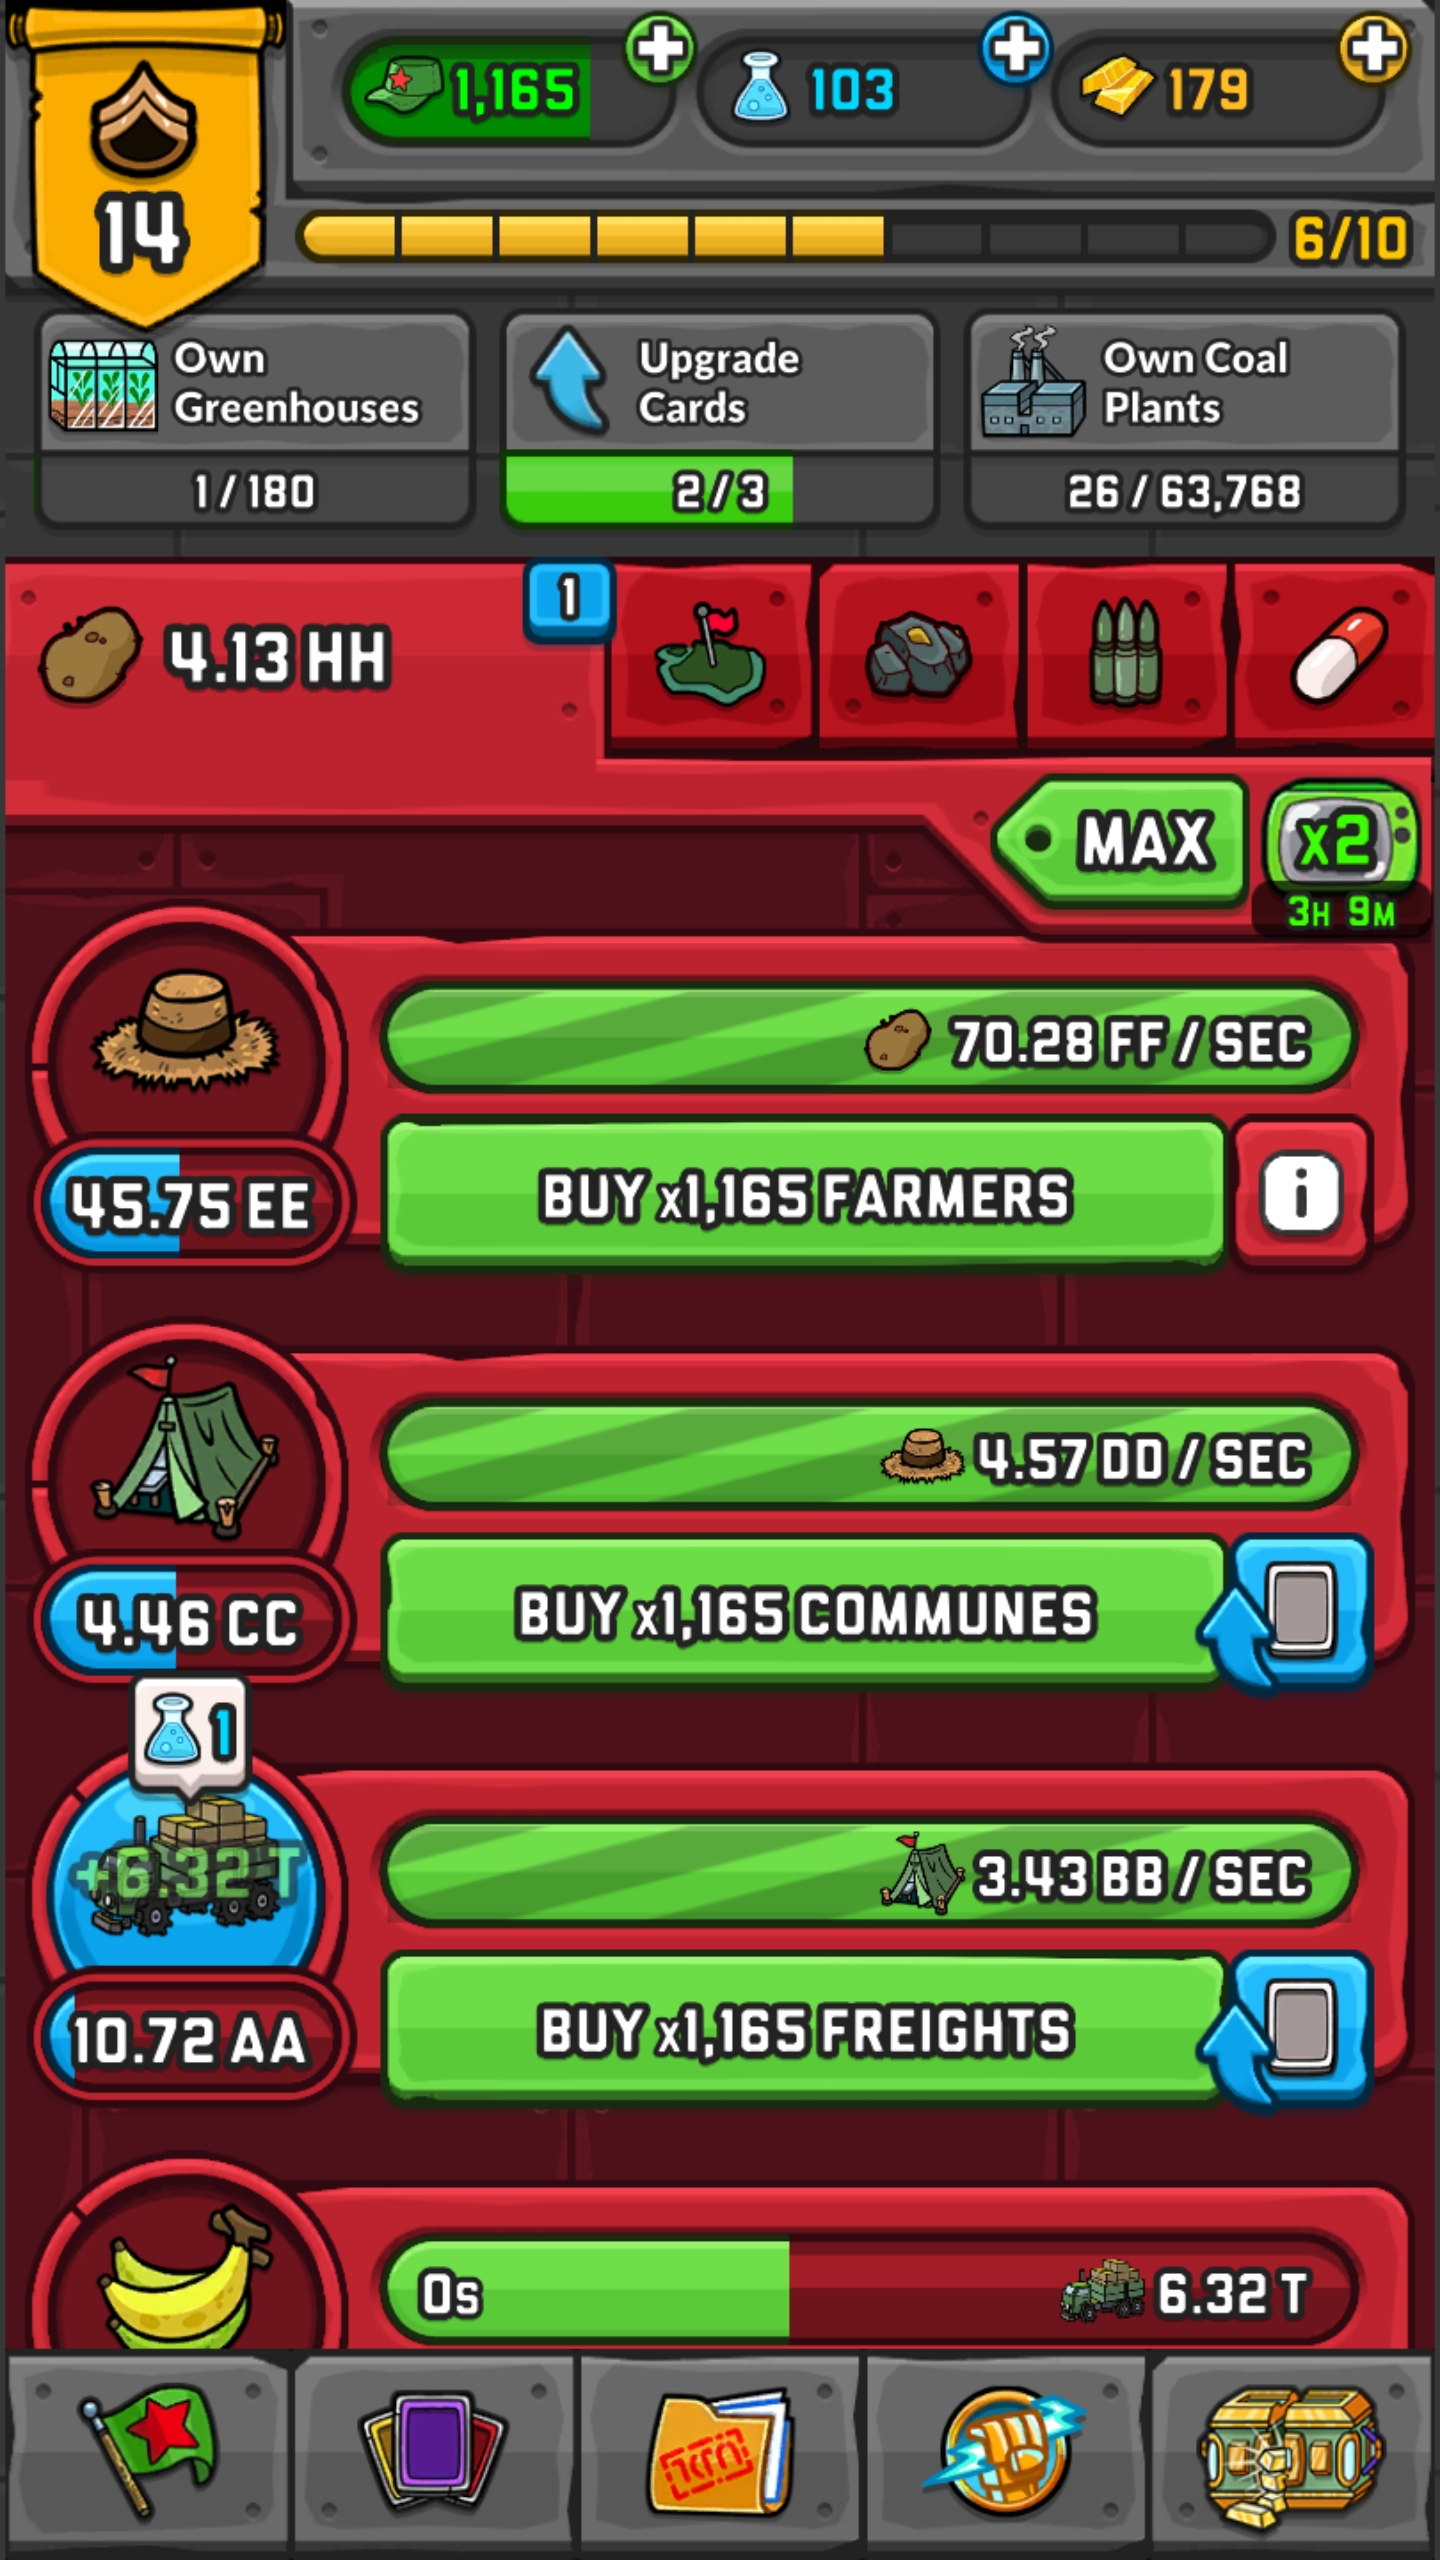 1,165
103
179
14
6/10
Own
Greenhouses
1 / 180
Upgrade
Cards
2 / 3
Own Coal
Plants
26 / 63,768
4.13 HH
1
MAX
x2
3H 9M
70.28 FF / SEC
45.75 EE
BUY x1,165 FARMERS
i
4.57 DD / SEC
4.46 CC
BUY x1,165 COMMUNES
1
+6.32 T
3.43 BB / SEC
10.72 AA
BUY x1,165 FREIGHTS
0s
6.32 T